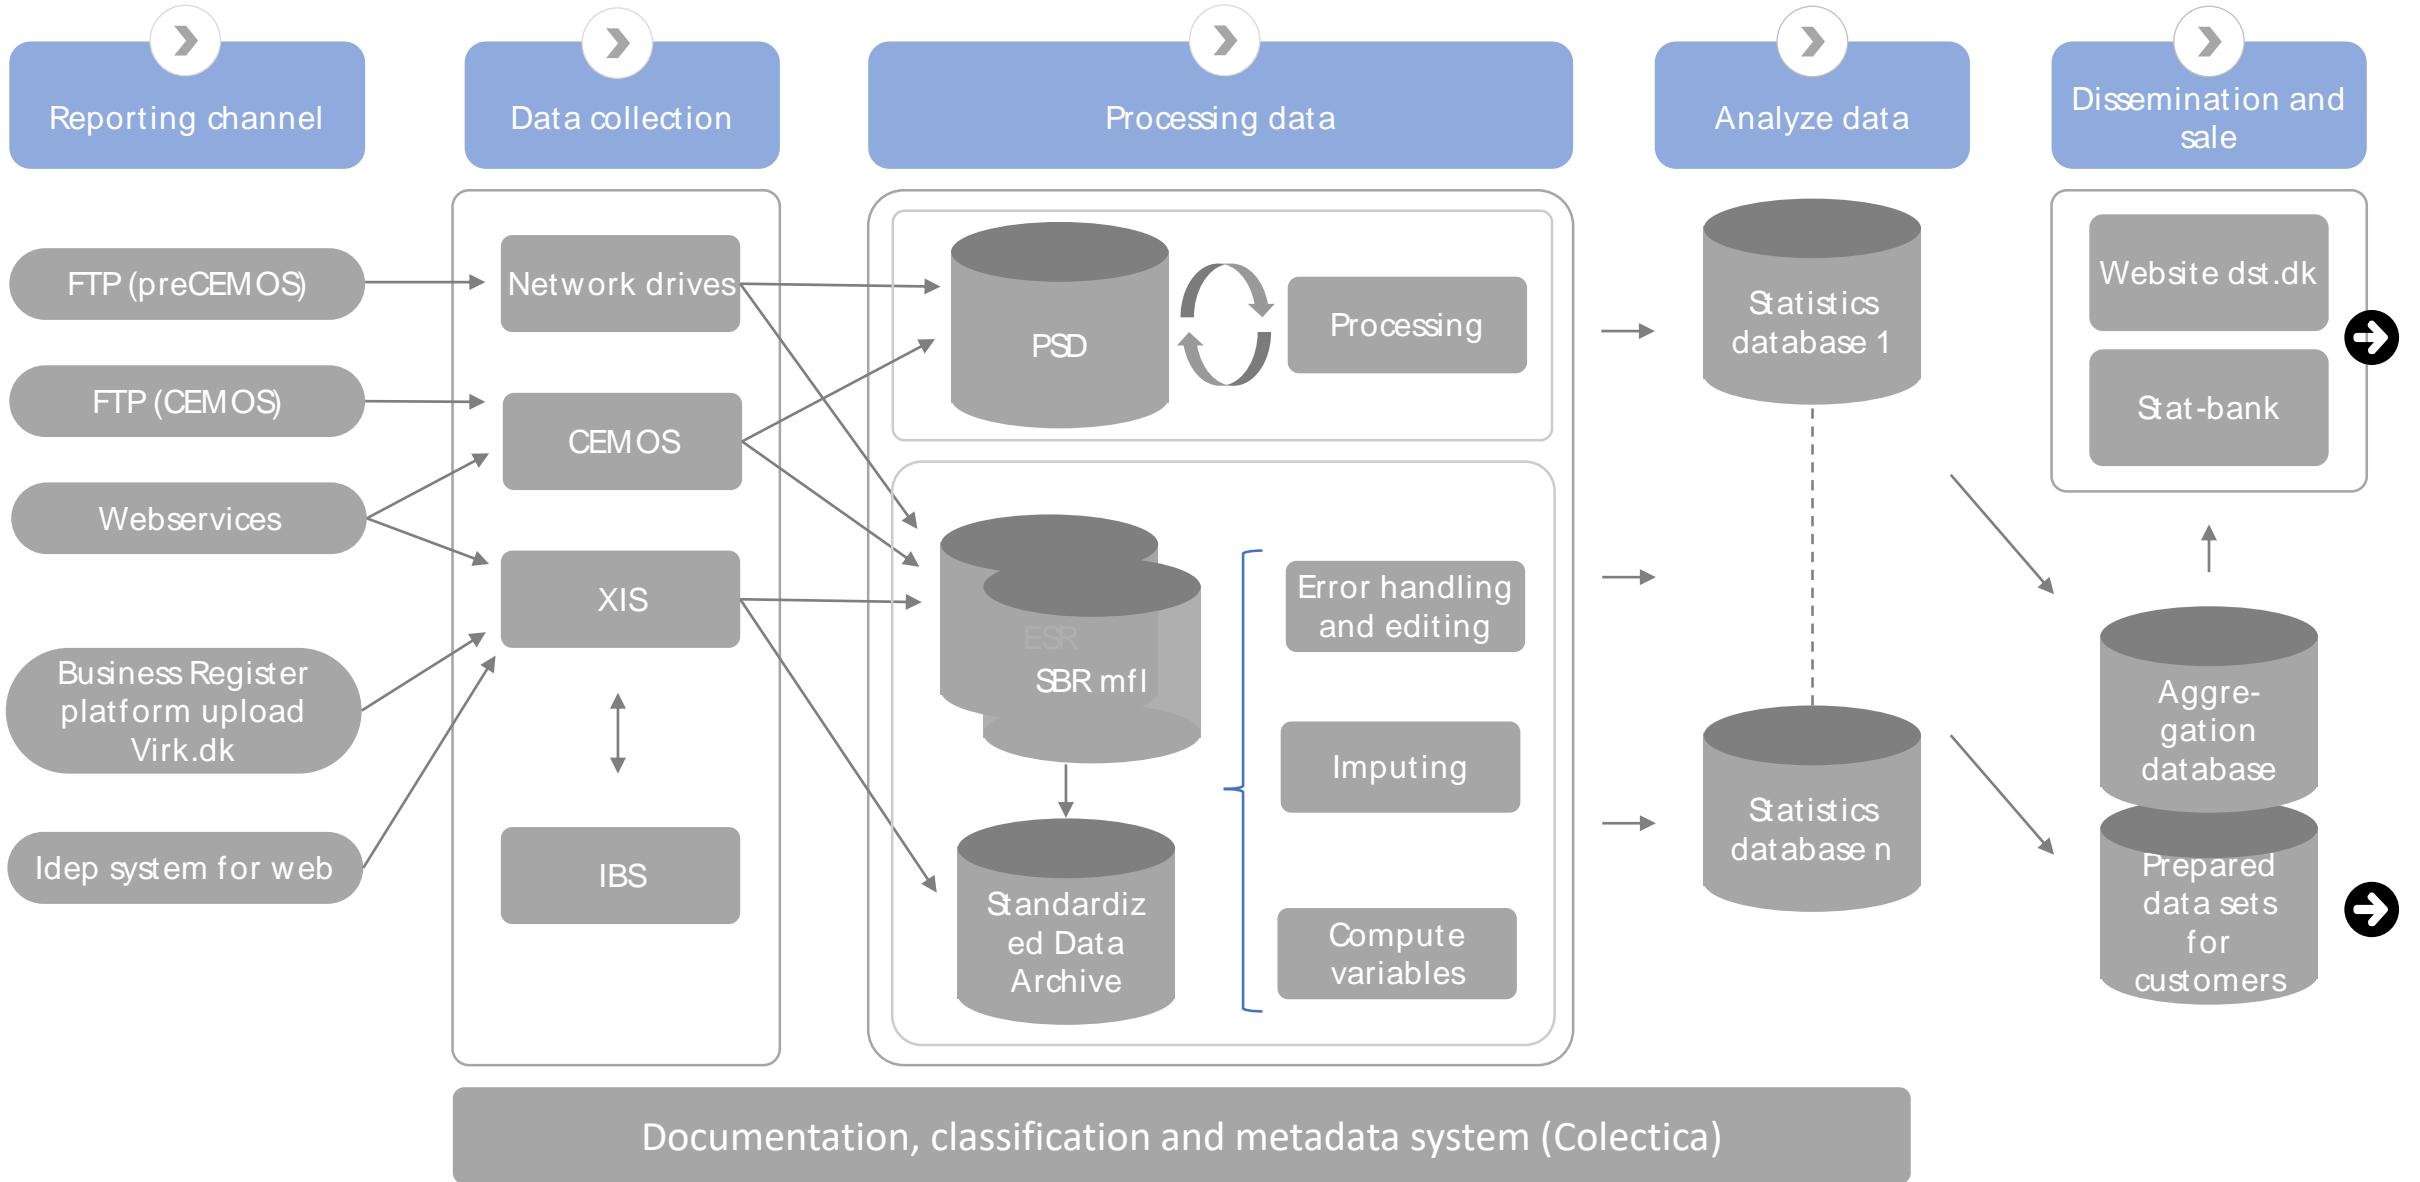 Reporting channel
Data collection
Processing data
Analyze data
Dissemination and
sale
FTP (preCEMOS)
FTP (CEMOS)
Webservices
Business Register
platform upload
Virk.dk
Idep system for web
Network drives
CEMOS
XIS
IBS
PSD
Processing
ESR
SBR mfl
Standardiz
ed Data
Archive
Error handling
and editing
Imputing
Compute
variables
Statistics
database 1
Statistics
database n
Website dst.dk
Stat-bank
Aggre-
gation
database
Prepared
data sets
for
customers
Documentation, classification and metadata system (Colectica)